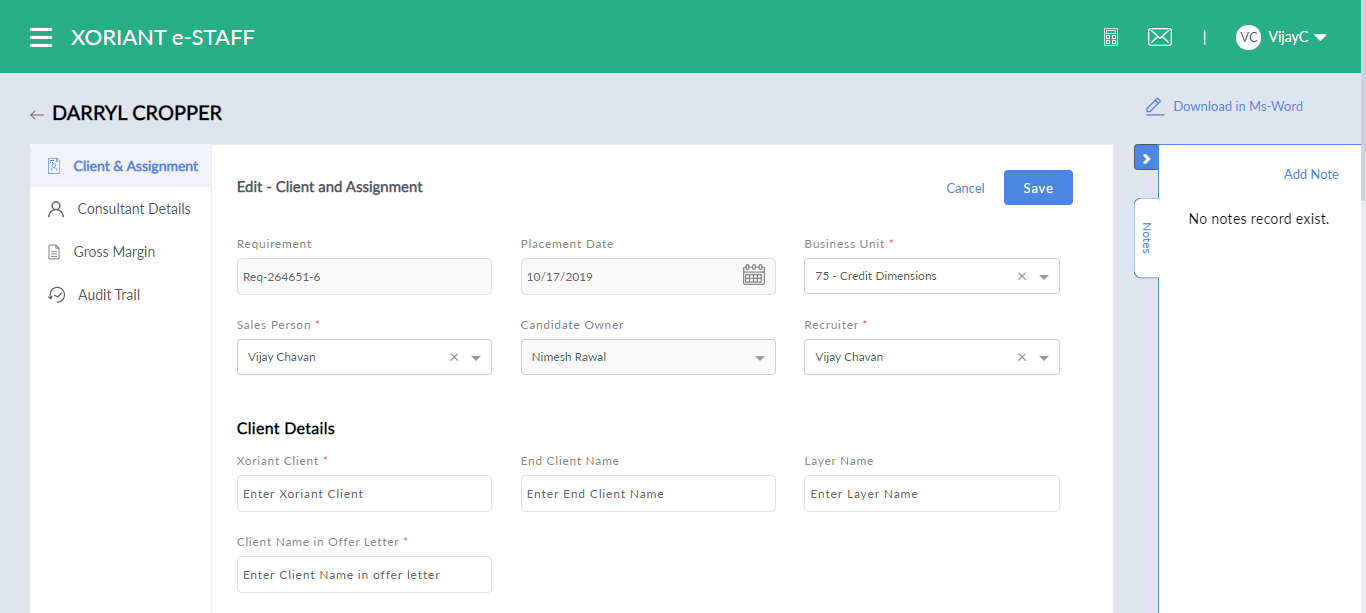 XORIANT e-STAFF
VC VijayC
DARRYL CROPPER
Download in Ms-Word
Client & Assignment
Consultant Details
Gross Margin
Audit Trail
Edit - Client and Assignment
Cancel
Save
Requirement
Placement Date
Business Unit *
Req-264651-6
10/17/2019
75 - Credit Dimensions
Sales Person *
Candidate Owner
Recruiter *
Vijay Chavan
Nimesh Rawal
Vijay Chavan
Client Details
Xoriant Client *
End Client Name
Layer Name
Enter Xoriant Client
Enter End Client Name
Enter Layer Name
Client Name in Offer Letter *
Enter Client Name in offer letter
Notes
Add Note
No notes record exist.